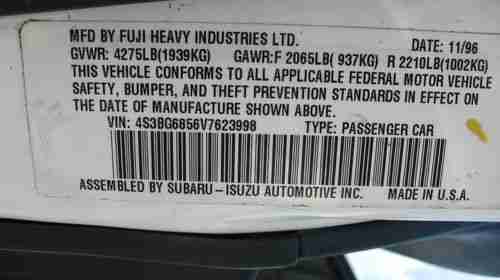 MFD BY FUJI HEAVY INDUSTRIES LTD. DATE: 11/96
GVWR: 4275LB(1939KG) GAWR:F 2065LB( 937KG) R 2210LB(1002KG)
THIS VEHICLE CONFORMS TO ALL APPLICABLE FEDERAL MOTOR VEHICLE
SAFETY, BUMPER, AND THEFT PREVENTION STANDARDS IN EFFECT ON
THE DATE OF MANUFACTURE SHOWN ABOVE.
VIN: 4S3BG6856V7623998 TYPE: PASSENGER CAR
ASSEMBLED BY SUBARU-ISUZU AUTOMOTIVE INC. MADE IN U.S.A.